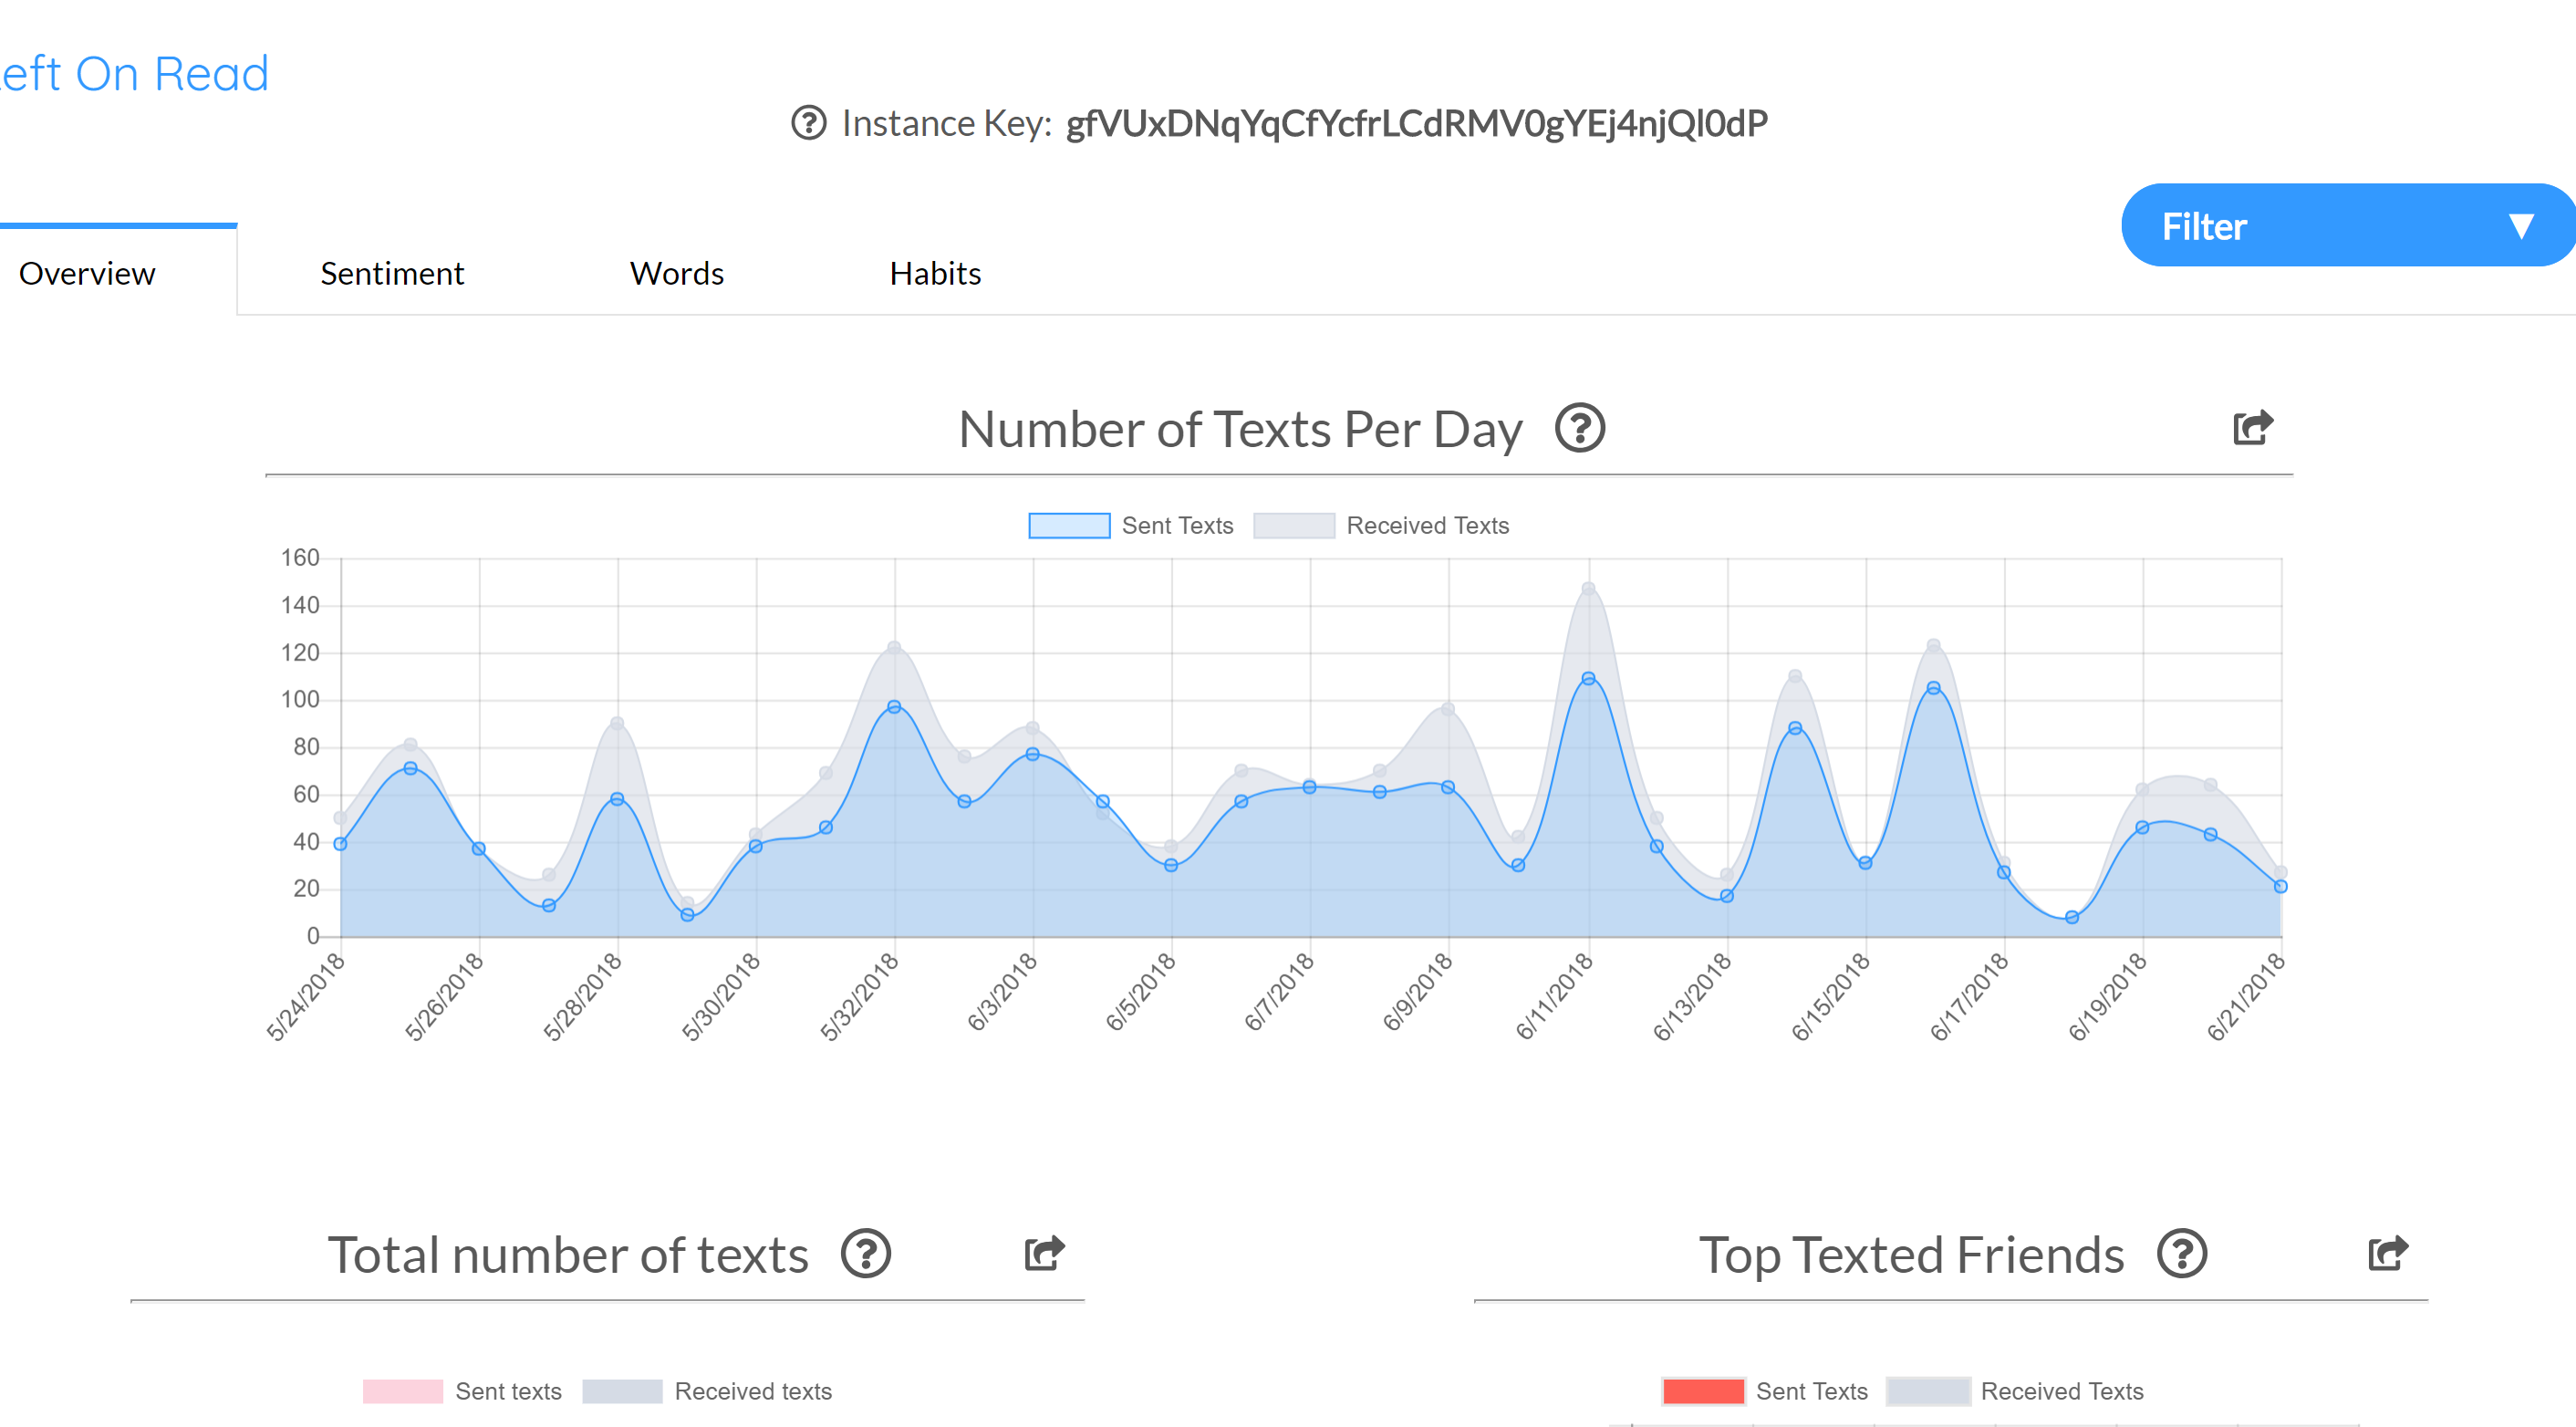 eft On Read
Instance Key: gfVUxDNqYqCfYcfrLCdRMV0gYEj4njQl0dP
Filter
Overview Sentiment Words Habits
Number of Texts Per Day
Sent Texts Received Texts
160
140
120
100
80
60
40
20
0
5/24/2018 5/26/2018 5/28/2018 5/30/2018 5/32/2018 6/3/2018 6/5/2018 6/7/2018 6/9/2018 6/11/2018 6/13/2018 6/15/2018 6/17/2018 6/19/2018 6/21/2018
Total number of texts Top Texted Friends
Sent texts Received texts Sent Texts Received Texts